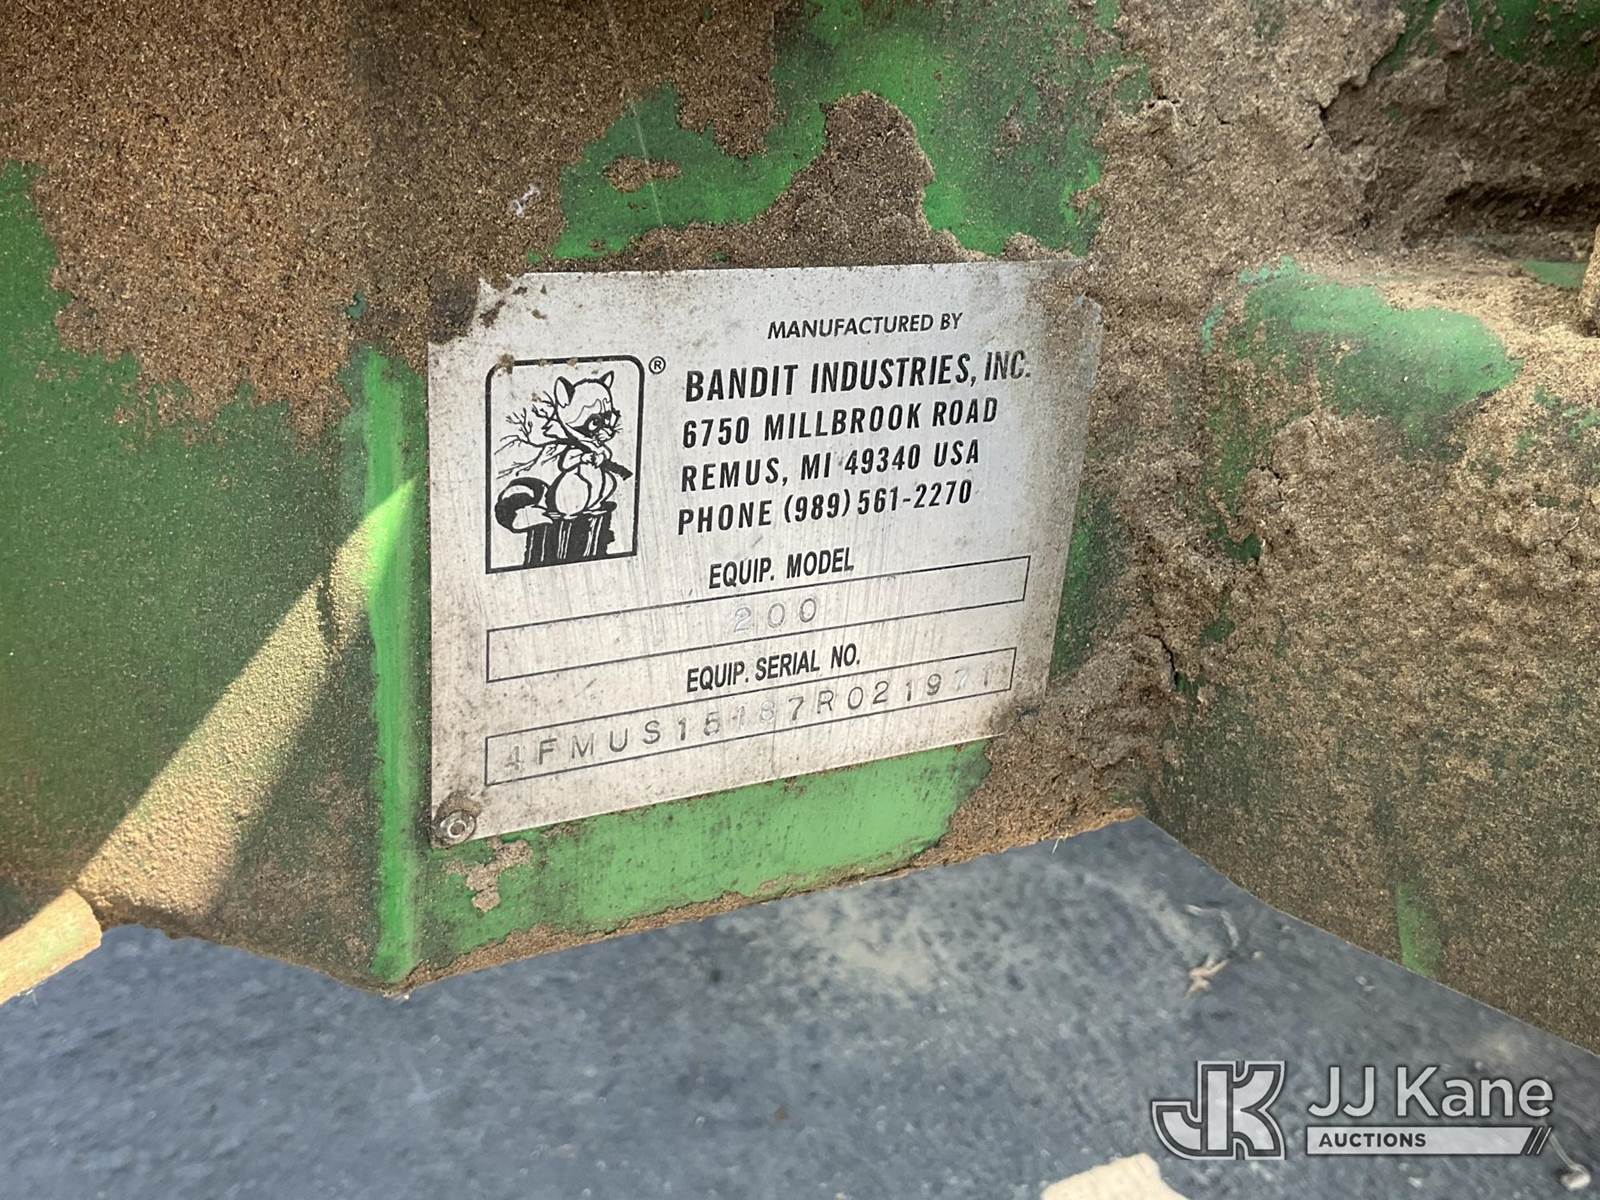 MANUFACTURED BY
®
BANDIT INDUSTRIES, INC.
6750 MILLBROOK ROAD
REMUS, MI 49340 USA
PHONE (989) 561-2270
EQUIP. MODEL
200
EQUIP. SERIAL NO.
4FMUS15187R021971
JK
JJ Kane
AUCTIONS